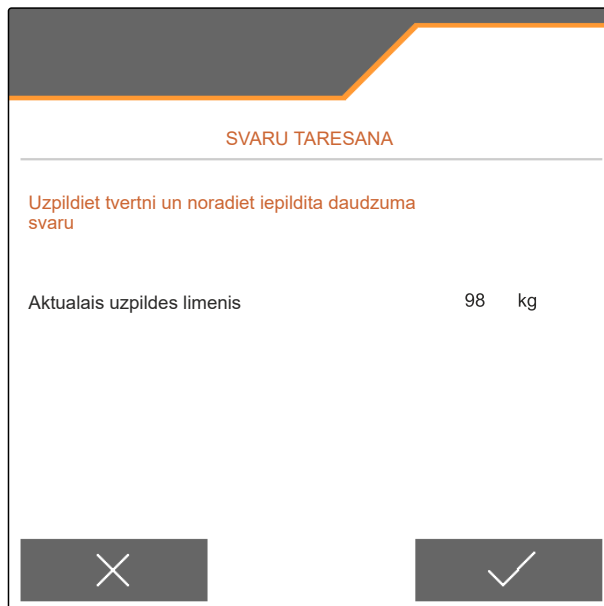 SVARU TARESANA
Uzpildiet tvertni un noradiet iepildita daudzuma
svaru
Aktualais uzpildes limenis 98 kg